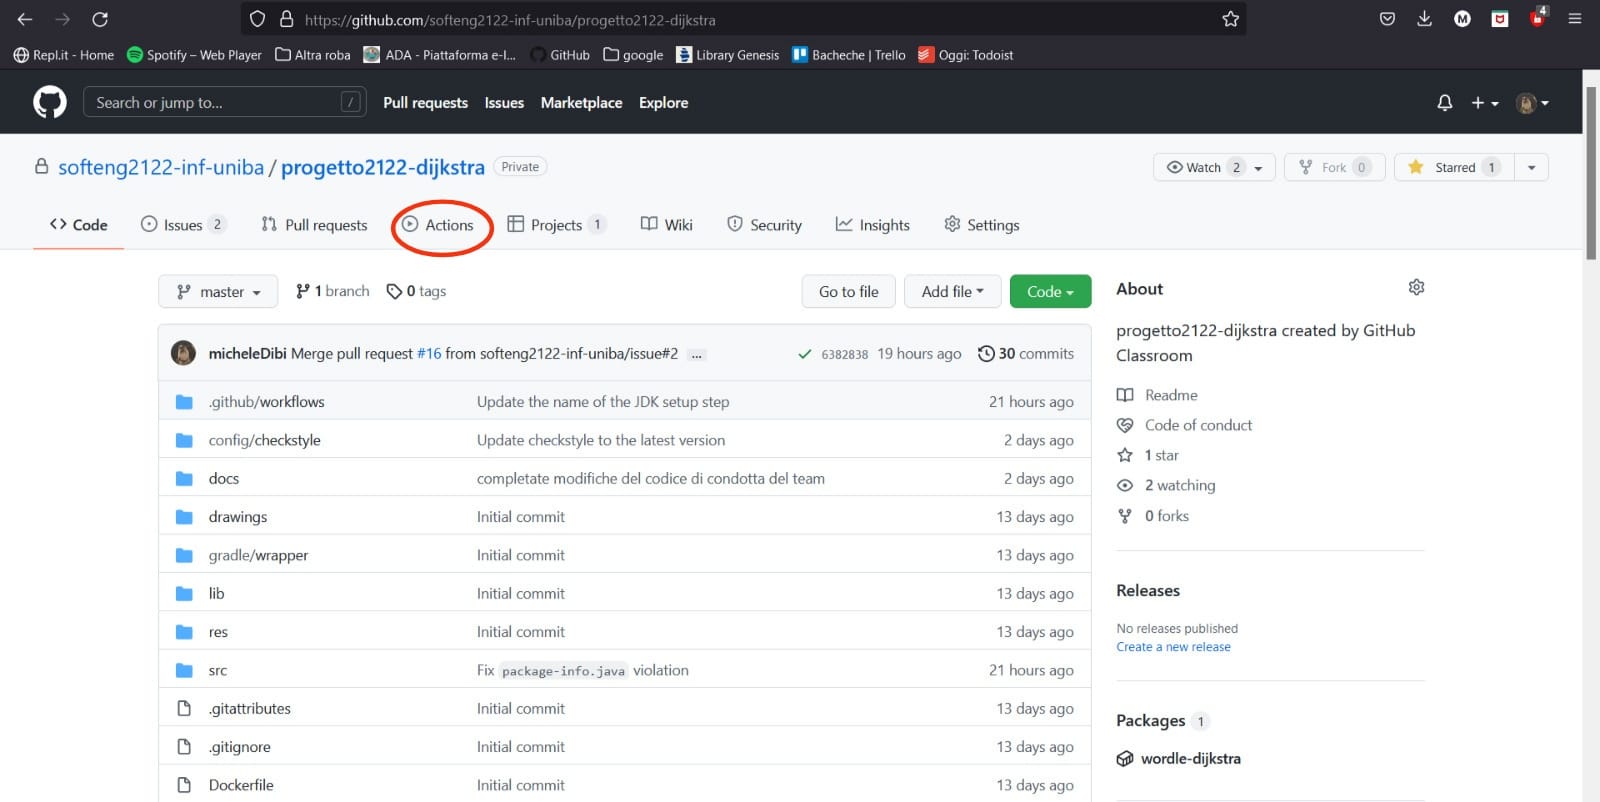 https://github.com/softeng2122-inf-uniba/progetto2122-dijkstra
M
4
Repl.it - Home Spotify – Web Player Altra roba ADA - Piattaforma e-l... GitHub google Library Genesis Bacheche | Trello Oggi: Todoist
Search or jump to... / Pull requests Issues Marketplace Explore
softeng2122-inf-uniba / progetto2122-dijkstra Private Watch 2 Fork 0 Starred 1
Code Issues 2 Pull requests Actions Projects 1 Wiki Security Insights Settings
master 1 branch 0 tags Go to file Add file Code
micheleDibi Merge pull request #16 from softeng2122-inf-uniba/issue#2 ... 6382838 19 hours ago 30 commits
.github/workflows Update the name of the JDK setup step 21 hours ago
config/checkstyle Update checkstyle to the latest version 2 days ago
docs completate modifiche del codice di condotta del team 2 days ago
drawings Initial commit 13 days ago
gradle/wrapper Initial commit 13 days ago
lib Initial commit 13 days ago
res Initial commit 13 days ago
src Fix package-info.java violation 21 hours ago
.gitattributes Initial commit 13 days ago
.gitignore Initial commit 13 days ago
Dockerfile Initial commit 13 days ago
About
progetto2122-dijkstra created by GitHub
Classroom
Readme
Code of conduct
1 star
2 watching
0 forks
Releases
No releases published
Create a new release
Packages 1
wordle-dijkstra